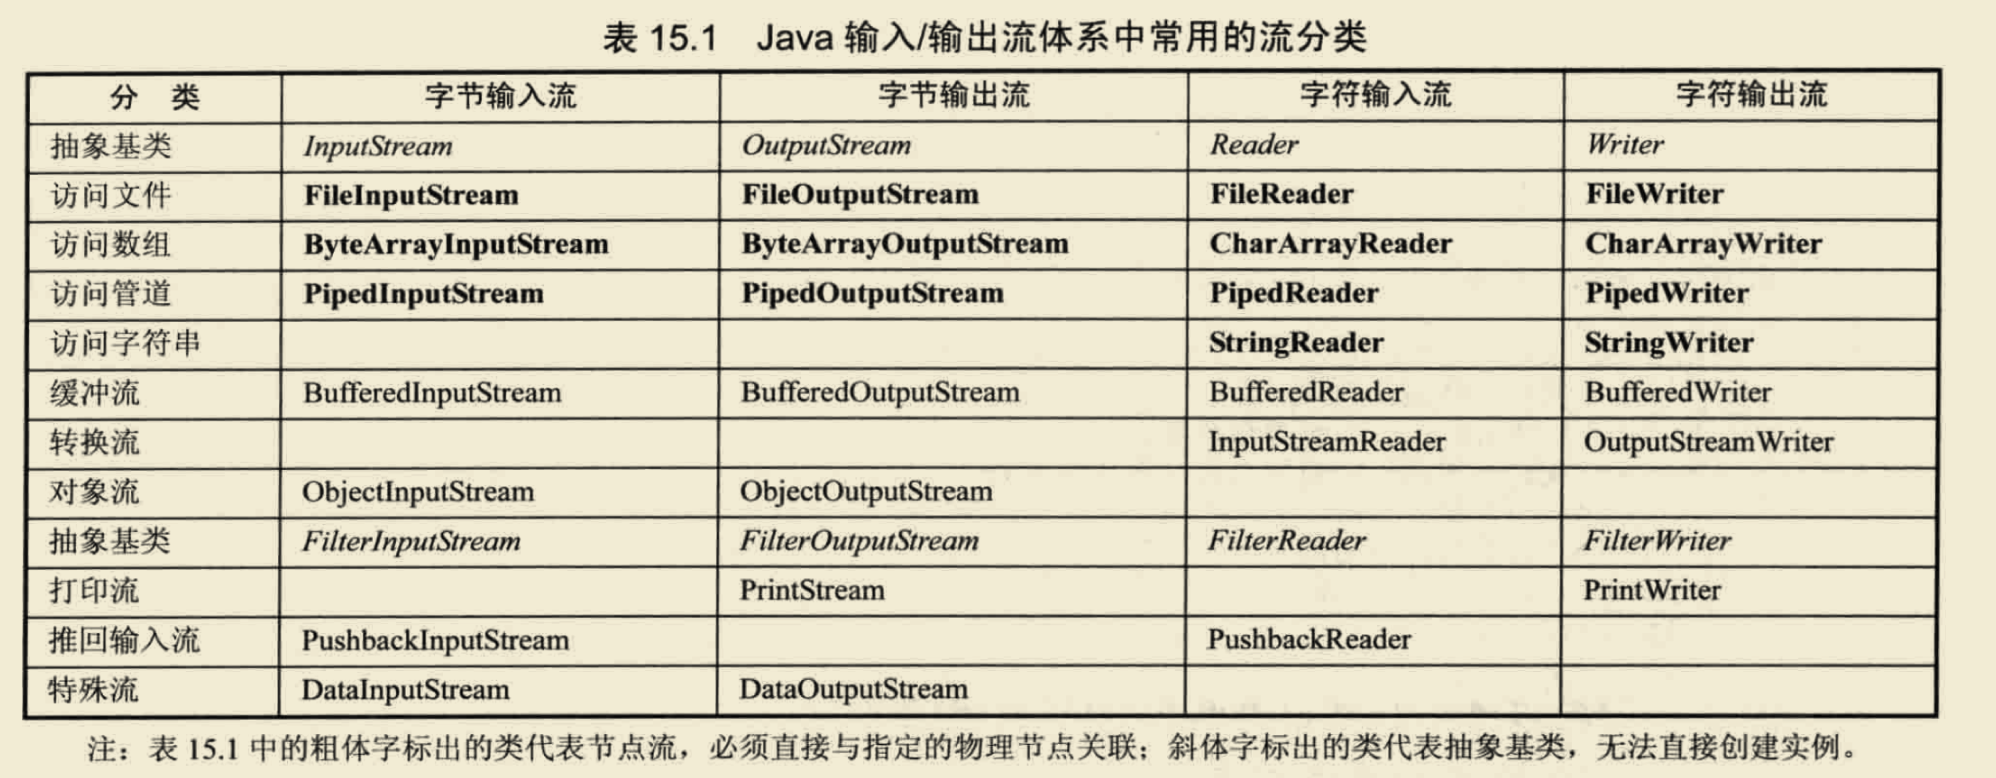 表 15.1 Java 输入/输出流体系中常用的流分类
分 类 字节输入流 字节输出流 字符输入流 字符输出流
抽象基类 InputStream OutputStream Reader Writer
访问文件 FileInputStream FileOutputStream FileReader FileWriter
访问数组 ByteArrayInputStream ByteArrayOutputStream CharArrayReader CharArrayWriter
访问管道 PipedInputStream PipedOutputStream PipedReader PipedWriter
访问字符串 StringReader StringWriter
缓冲流 BufferedInputStream BufferedOutputStream BufferedReader BufferedWriter
转换流 InputStreamReader OutputStreamWriter
对象流 ObjectInputStream ObjectOutputStream
抽象基类 FilterInputStream FilterOutputStream FilterReader FilterWriter
打印流 PrintStream PrintWriter
推回输入流 PushbackInputStream PushbackReader
特殊流 DataInputStream DataOutputStream
注：表 15.1 中的粗体字标出的类代表节点流，必须直接与指定的物理节点关联；斜体字标出的类代表抽象基类，无法直接创建实例。